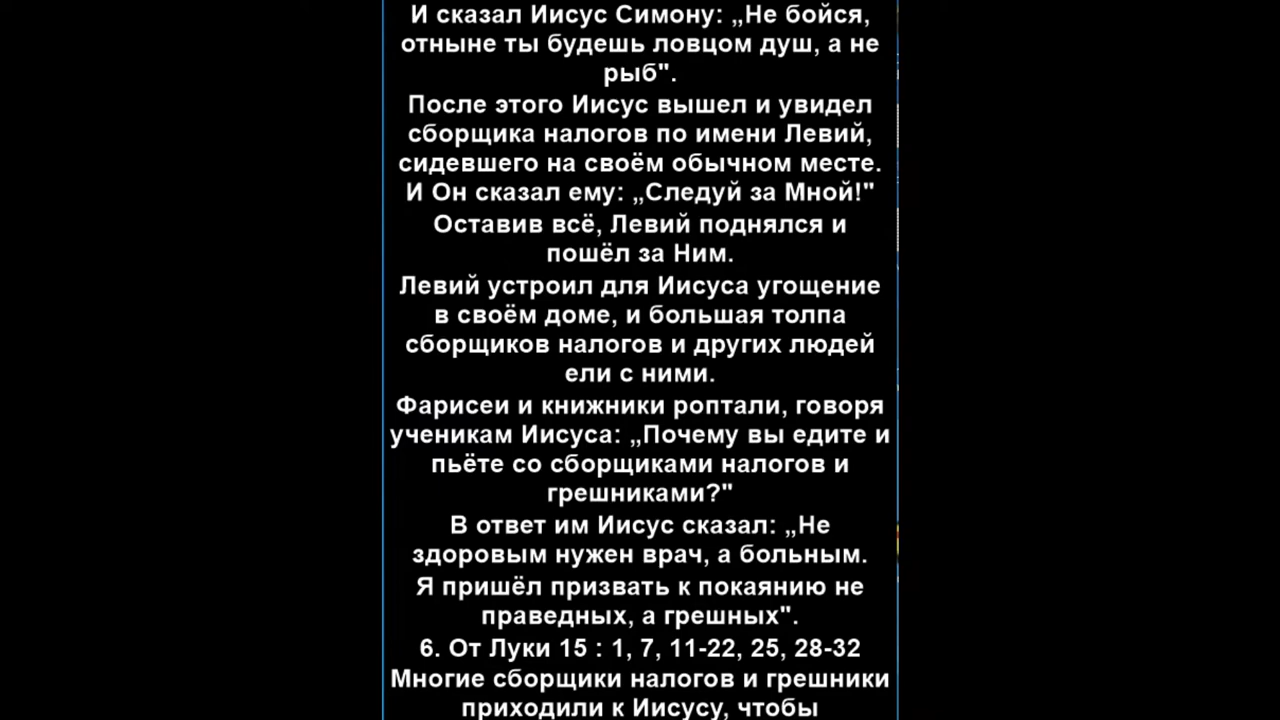 И сказал Иисус Симону: „Не бойся,
отныне ты будешь ловцом душ, а не
рыб".
После этого Иисус вышел и увидел
сборщика налогов по имени Левий,
сидевшего на своём обычном месте.
И Он сказал ему: „Следуй за Мной!"
Оставив всё, Левий поднялся и
пошёл за Ним.
Левий устроил для Иисуса угощение
в своём доме, и большая толпа
сборщиков налогов и других людей
ели с ними.
Фарисеи и книжники роптали, говоря
ученикам Иисуса: „Почему вы едите и
пьёте со сборщиками налогов и
грешниками?"
В ответ им Иисус сказал: „Не
здоровым нужен врач, а больным.
Я пришёл призвать к покаянию не
праведных, а грешных".
6. От Луки 15 : 1, 7, 11-22, 25, 28-32
Многие сборщики налогов и грешники
приходили к Иисусу, чтобы